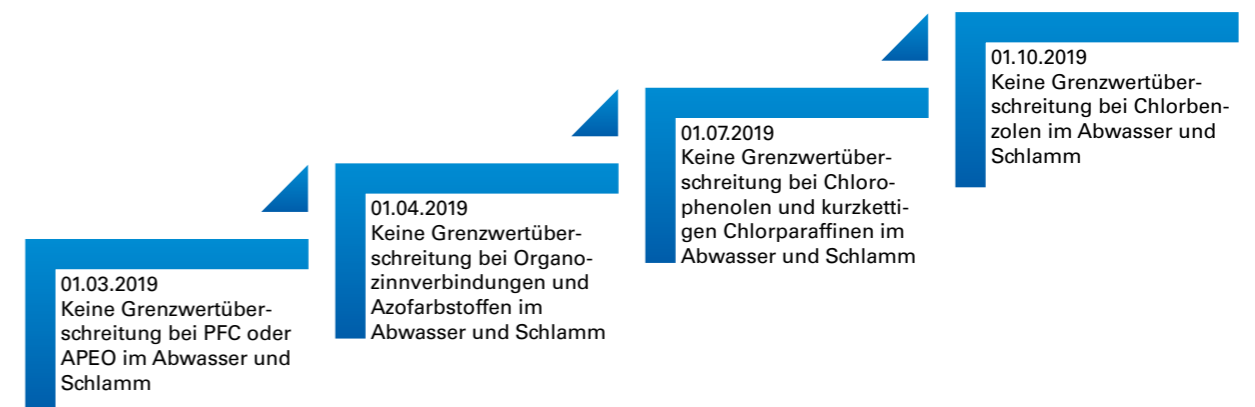 01.03.2019
Keine Grenzwertüber-
schreitung bei PFC oder
APEO im Abwasser und
Schlamm
01.04.2019
Keine Grenzwertüber-
schreitung bei Organo-
zinnverbindungen und
Azofarbstoffen im
Abwasser und Schlamm
01.07.2019
Keine Grenzwertüber-
schreitung bei Chloro-
phenolen und kurzketti-
gen Chlorparaffinen im
Abwasser und Schlamm
01.10.2019
Keine Grenzwertüber-
schreitung bei Chlorben-
zolen im Abwasser und
Schlamm